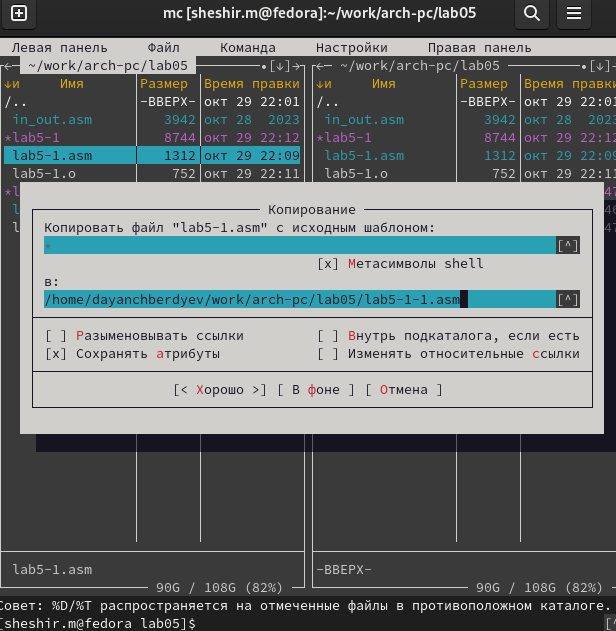 mc [sheshir.m@fedora]:~/work/arch-pc/lab05
Левая панель Файл Команда Настройки Правая панель
←- ~/work/arch-pc/lab05 •[↓]→ ←- ~/work/arch-pc/lab05 •[↓]→
↓и Имя Размер Время правки ↓и Имя Размер Время правки
/.. -ВВЕРХ- окт 29 22:01 /.. -ВВЕРХ- окт 29 22:01
in_out.asm 3942 окт 28 2023 in_out.asm 3942 окт 28 2023
*lab5-1 8744 окт 29 22:12 *lab5-1 8744 окт 29 22:12
lab5-1.asm 1312 окт 29 22:09 lab5-1.asm 1312 окт 29 22:09
lab5-1.o 752 окт 29 22:11 lab5-1.o 752 окт 29 22:11
Копирование
Копировать файл "lab5-1.asm" с исходным шаблоном:
* [^]
[x] Метасимволы shell
в:
/home/dayanchberdyev/work/arch-pc/lab05/lab5-1-1.asm [^]
[ ] Разыменовывать ссылки [ ] Внутрь подкаталога, если есть
[x] Сохранять атрибуты [ ] Изменять относительные ссылки
[< Хорошо >] [ В фоне ] [ Отмена ]
lab5-1.asm -ВВЕРХ-
90G / 108G (82%) 90G / 108G (82%)
Совет: %D/%T распространяется на отмеченные файлы в противоположном каталоге.
[sheshir.m@fedora lab05]$